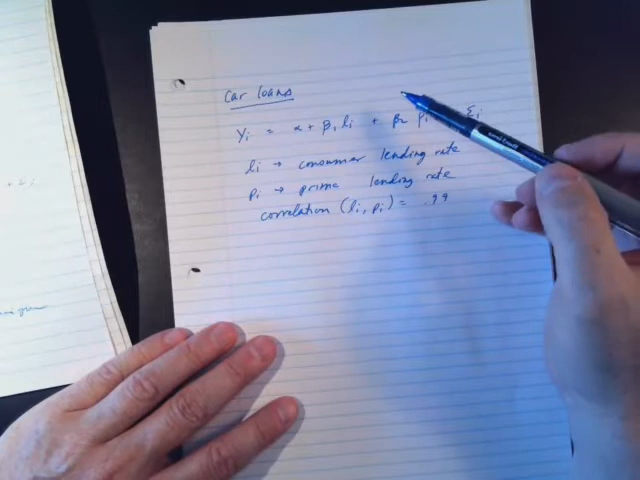 Car loans
Yi = α + β1 li + β2 pi εi
li → consumer lending rate
pi → prime lending rate
correlation (li, pi) = .99